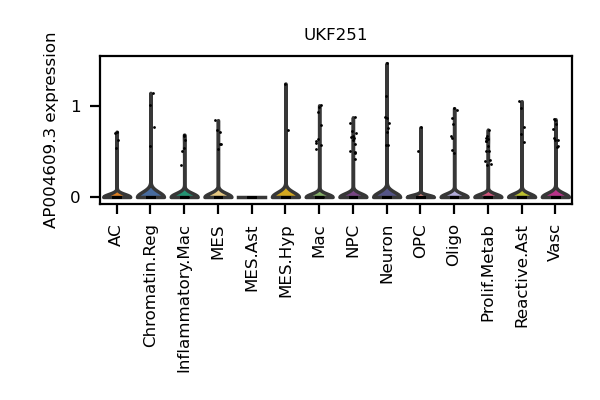 UKF251
AP004609.3 expression
1
0
AC
Chromatin.Reg
Inflammatory.Mac
MES
MES.Ast
MES.Hyp
Mac
NPC
Neuron
OPC
Oligo
Prolif.Metab
Reactive.Ast
Vasc